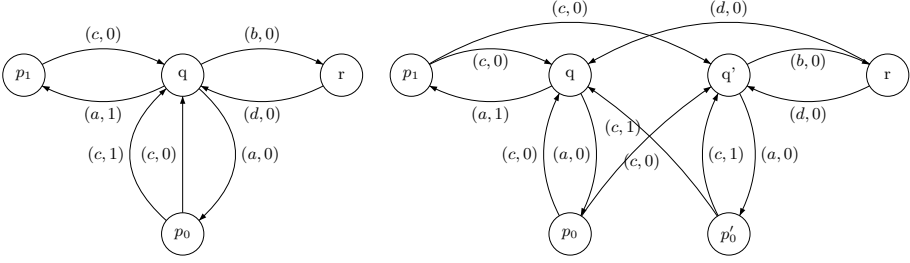 (c, 0) (d, 0)
(c, 0) (b, 0)
(c, 0) (b, 0)
p₁ q r p₁ q q' r
(a, 1) (d, 0) (a, 1) (d, 0)
(c, 1)
(c, 1) (c, 0) (a, 0) (c, 0) (a, 0) (c, 0) (c, 1) (a, 0)
p₀ p₀ p′₀